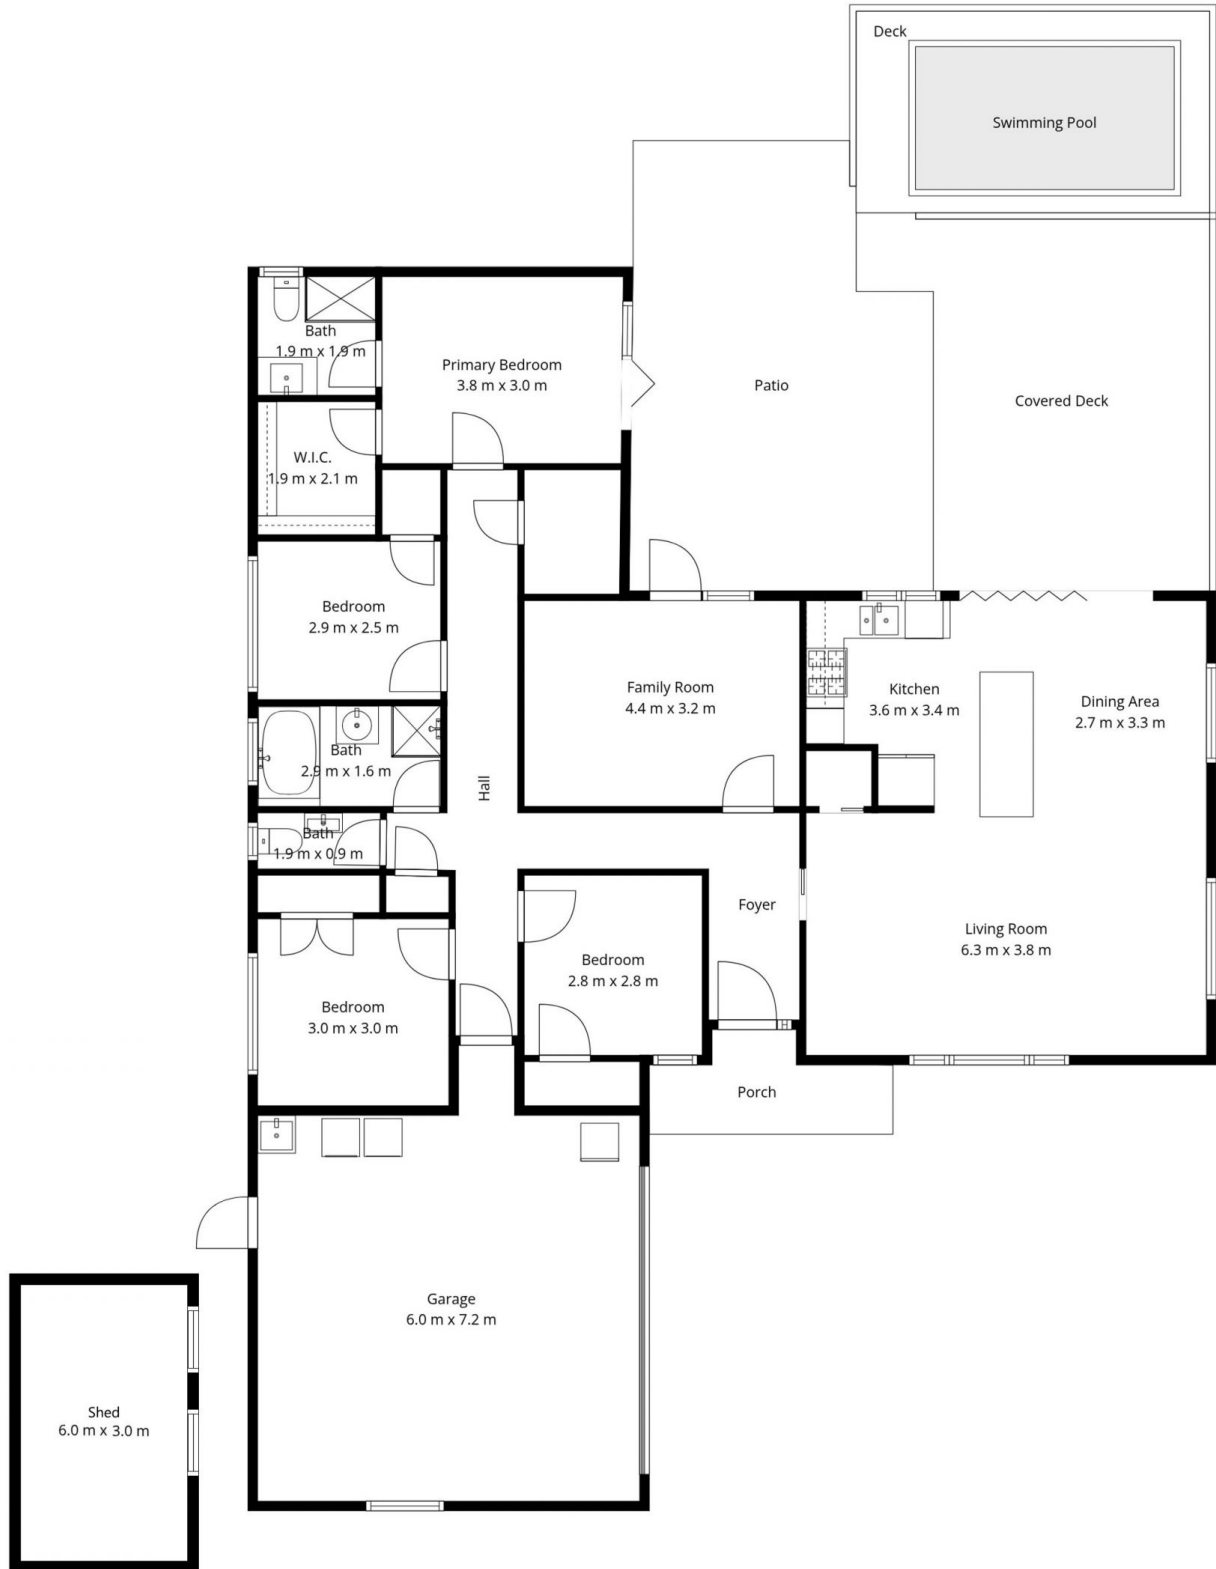 Deck
Swimming Pool
Bath
1.9 m x 1.9 m
Primary Bedroom
3.8 m x 3.0 m
Patio
Covered Deck
W.I.C.
1.9 m x 2.1 m
Bedroom
2.9 m x 2.5 m
Family Room
4.4 m x 3.2 m
Kitchen
3.6 m x 3.4 m
Dining Area
2.7 m x 3.3 m
Bath
2.9 m x 1.6 m
Hall
Bath
1.9 m x 0.9 m
Foyer
Living Room
6.3 m x 3.8 m
Bedroom
2.8 m x 2.8 m
Bedroom
3.0 m x 3.0 m
Porch
Garage
6.0 m x 7.2 m
Shed
6.0 m x 3.0 m